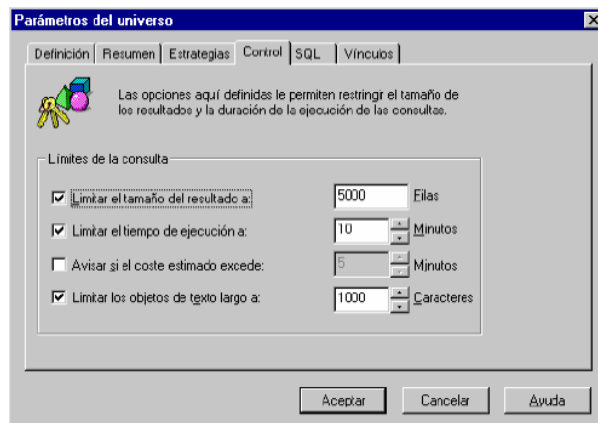 Parámetros del universo
Definición Resumen Estrategias Control SQL Vínculos
Las opciones aquí definidas le permiten restringir el tamaño de
los resultados y la duración de la ejecución de las consultas.
Límites de la consulta
Limitar el tamaño del resultado a: 5000 Filas
Limitar el tiempo de ejecución a: 10 Minutos
Avisar si el coste estimado excede: 5 Minutos
Limitar los objetos de texto largo a: 1000 Caracteres
Aceptar Cancelar Ayuda